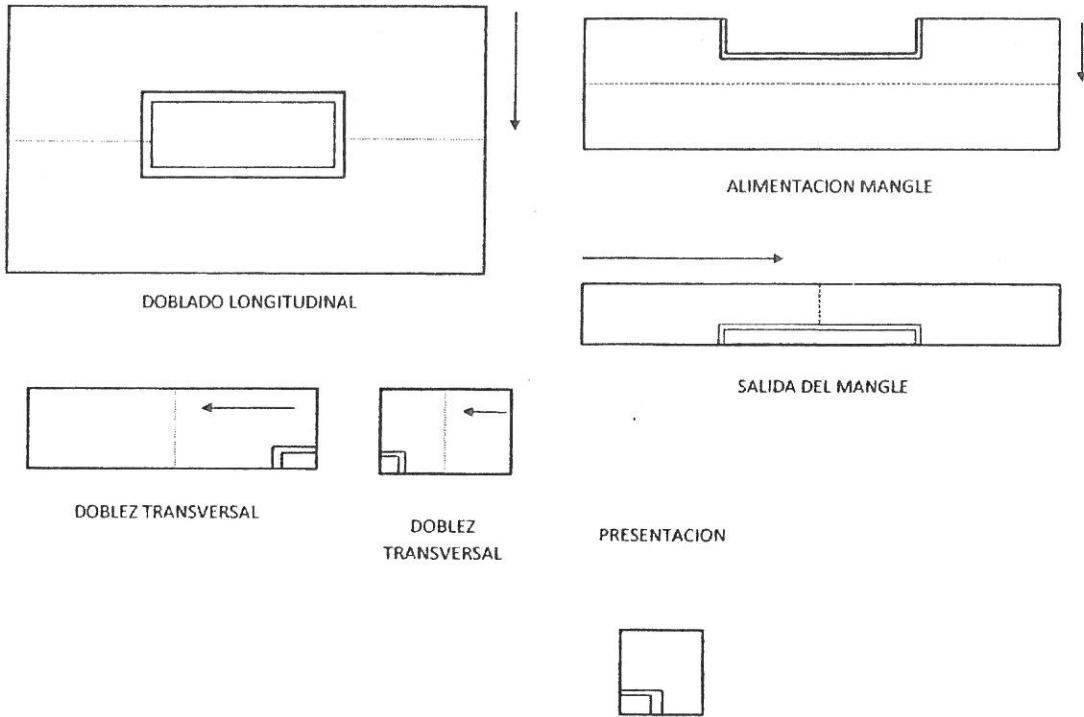 DOBLADO LONGITUDINAL
ALIMENTACION MANGLE
SALIDA DEL MANGLE
DOBLEZ TRANSVERSAL
DOBLEZ
TRANSVERSAL
PRESENTACION